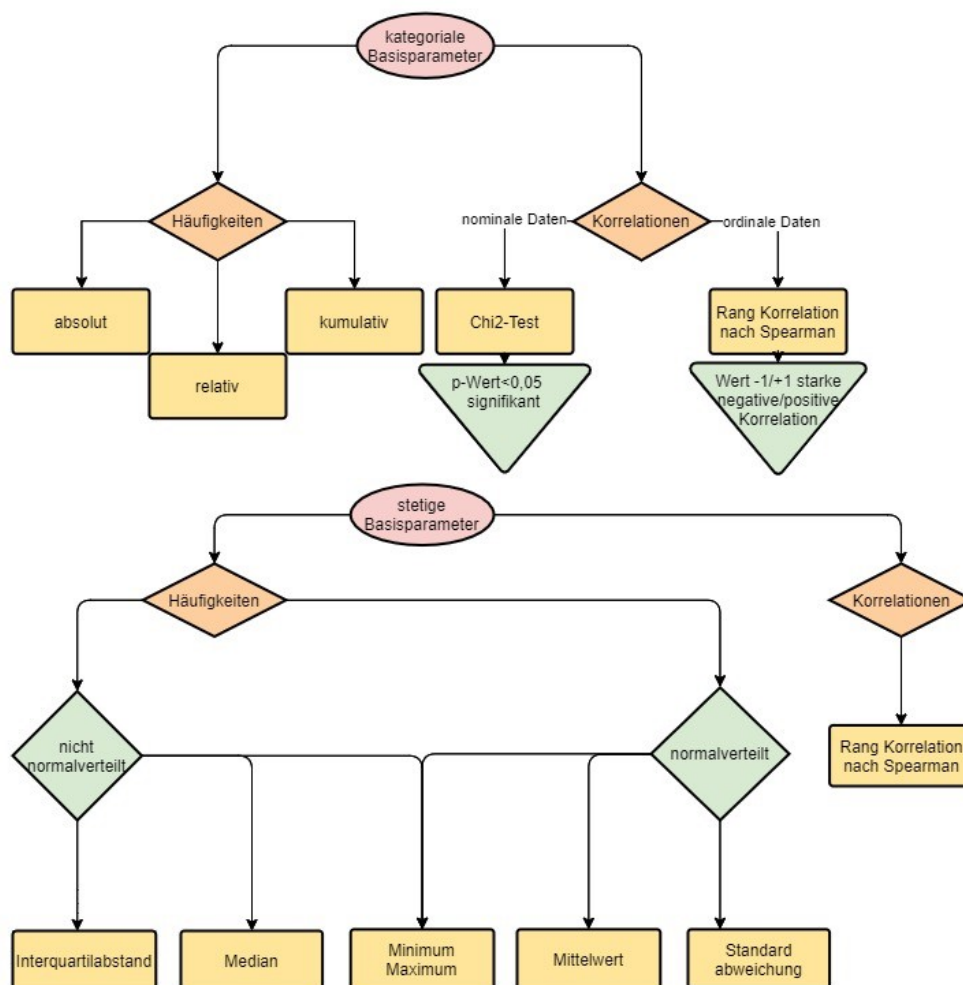 kategoriale
Basisparameter
Häufigkeiten
nominale Daten
Korrelationen
ordinale Daten
absolut
relativ
kumulativ
Chi2-Test
p-Wert<0,05
signifikant
Rang Korrelation
nach Spearman
Wert -1/+1 starke
negative/positive
Korrelation
stetige
Basisparameter
Häufigkeiten
Korrelationen
nicht
normalverteilt
normalverteilt
Rang Korrelation
nach Spearman
Interquartilabstand
Median
Minimum
Maximum
Mittelwert
Standard
abweichung